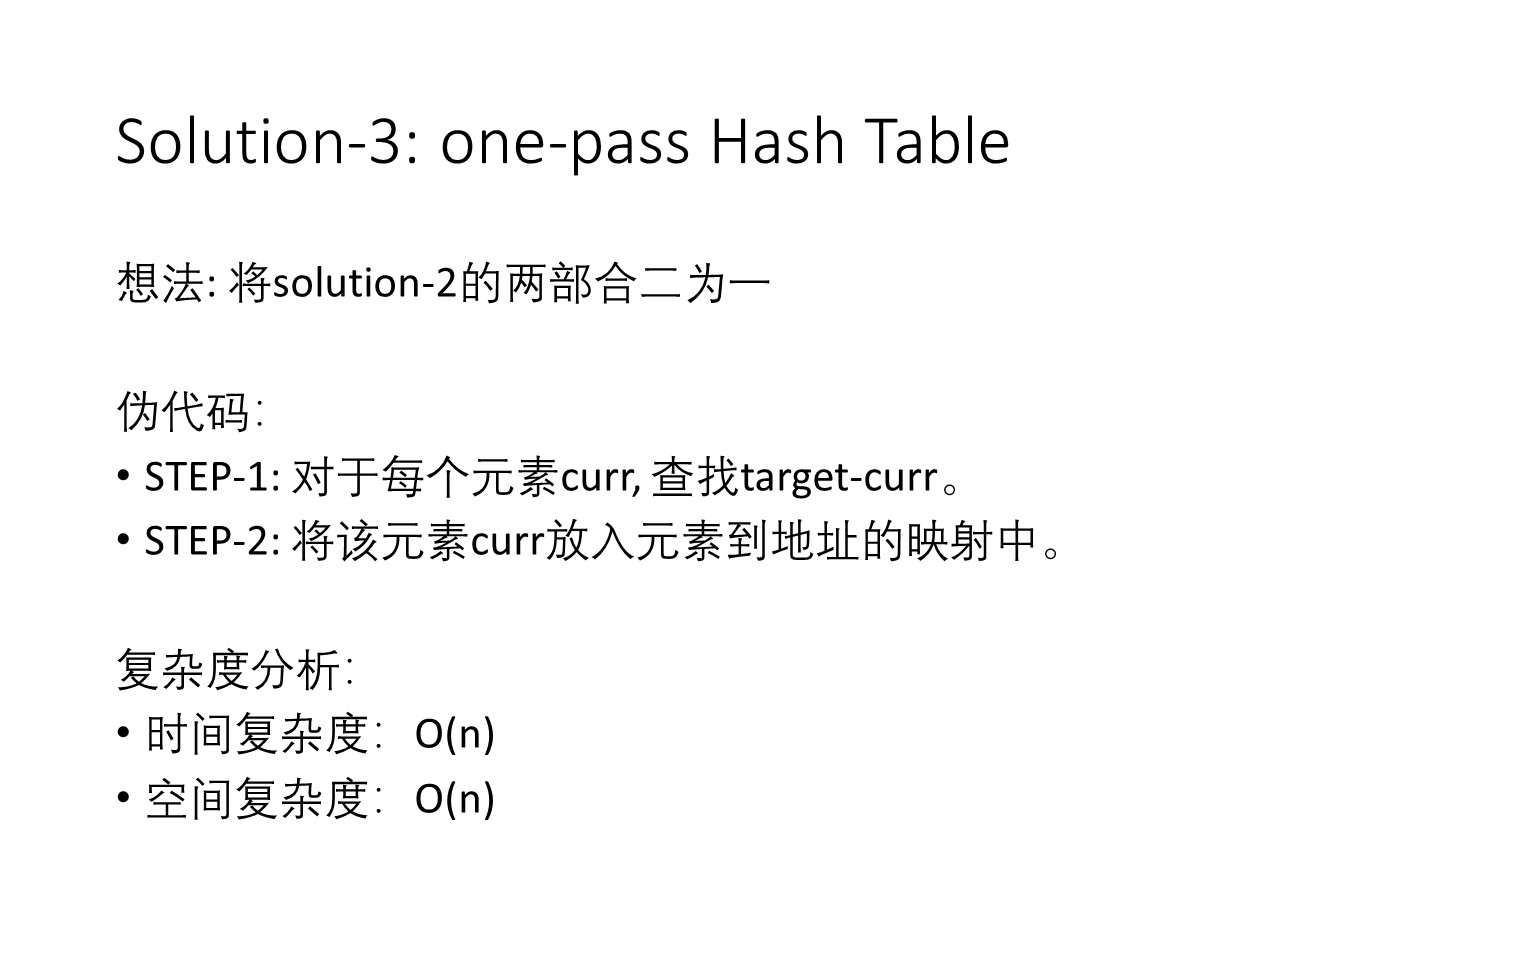 Solution-3: one-pass Hash Table
想法: 将solution-2的两部合二为一
伪代码：
• STEP-1: 对于每个元素curr, 查找target-curr。
• STEP-2: 将该元素curr放入元素到地址的映射中。
复杂度分析：
• 时间复杂度： O(n)
• 空间复杂度： O(n)